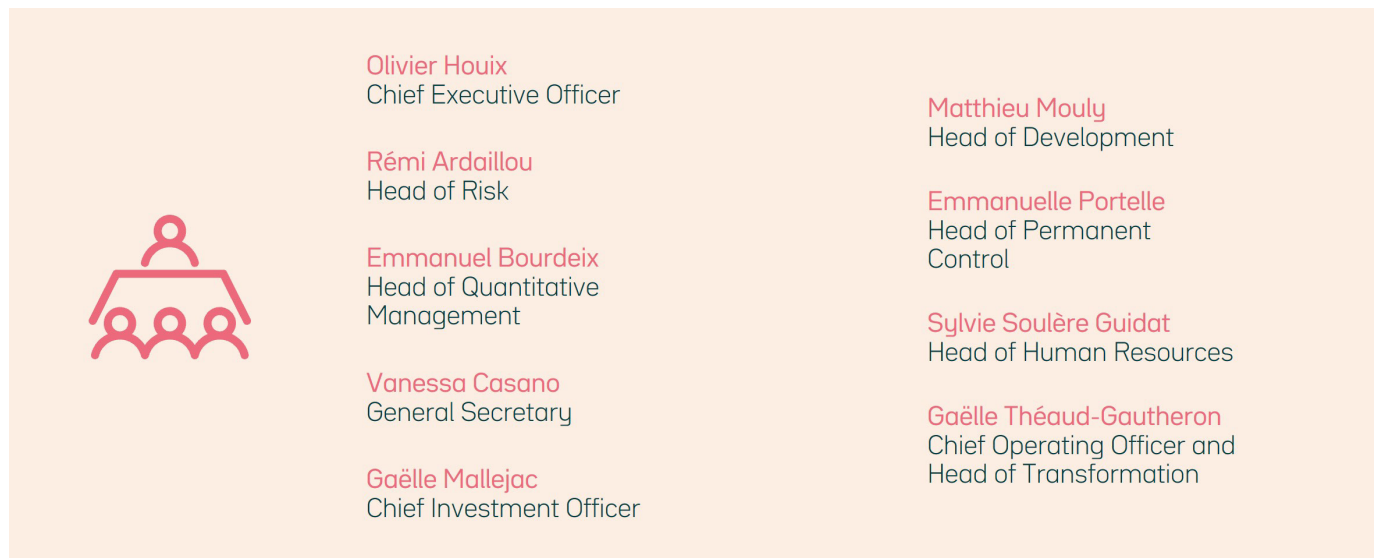 Olivier Houix
Chief Executive Officer
Rémi Ardaillou
Head of Risk
Emmanuel Bourdeix
Head of Quantitative
Management
Vanessa Casano
General Secretary
Gaëlle Mallejac
Chief Investment Officer
Matthieu Mouly
Head of Development
Emmanuelle Portelle
Head of Permanent
Control
Sylvie Soulère Guidat
Head of Human Resources
Gaëlle Théaud-Gautheron
Chief Operating Officer and
Head of Transformation